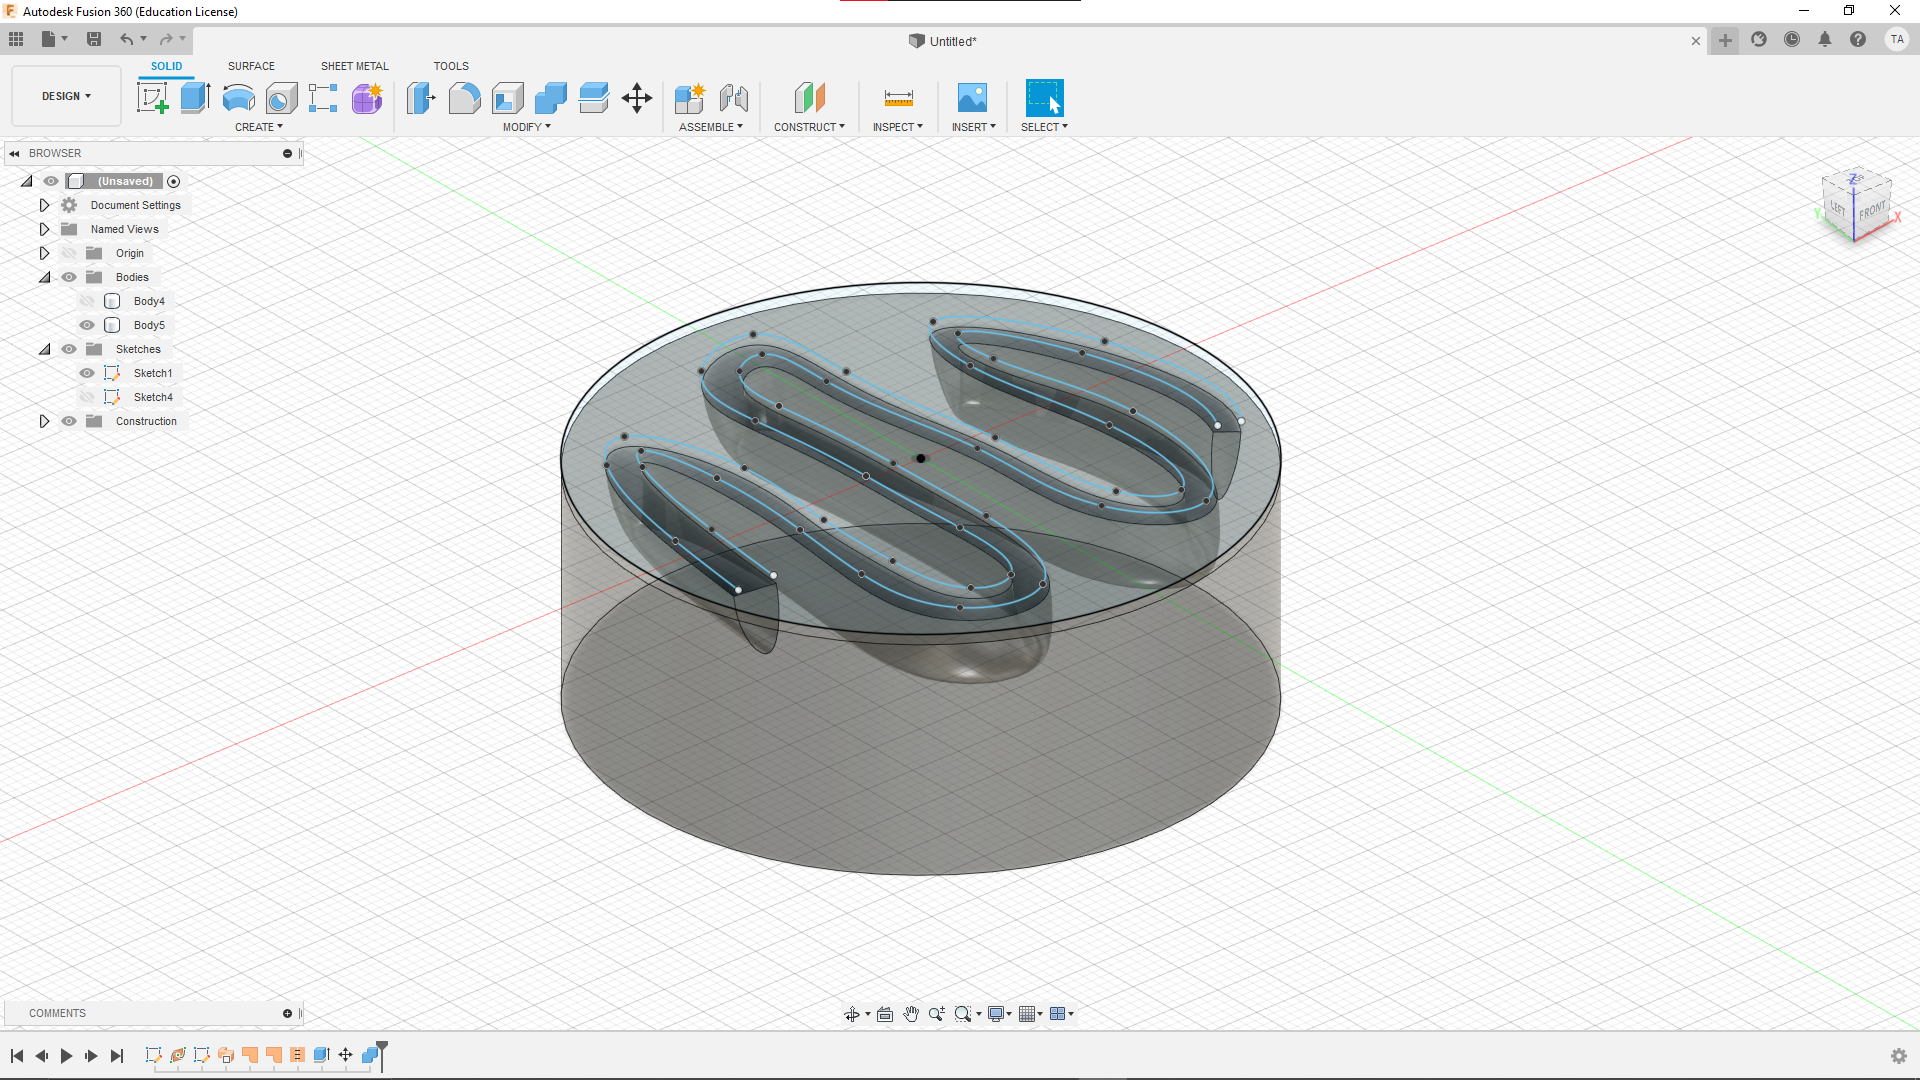 Autodesk Fusion 360 (Education License)
Untitled*
TA
DESIGN
SOLID SURFACE SHEET METAL TOOLS
CREATE MODIFY ASSEMBLE CONSTRUCT INSPECT INSERT SELECT
BROWSER
(Unsaved)
Document Settings
Named Views
Origin
Bodies
Body4
Body5
Sketches
Sketch1
Sketch4
Construction
Z
LEFT FRONT
Y X
COMMENTS